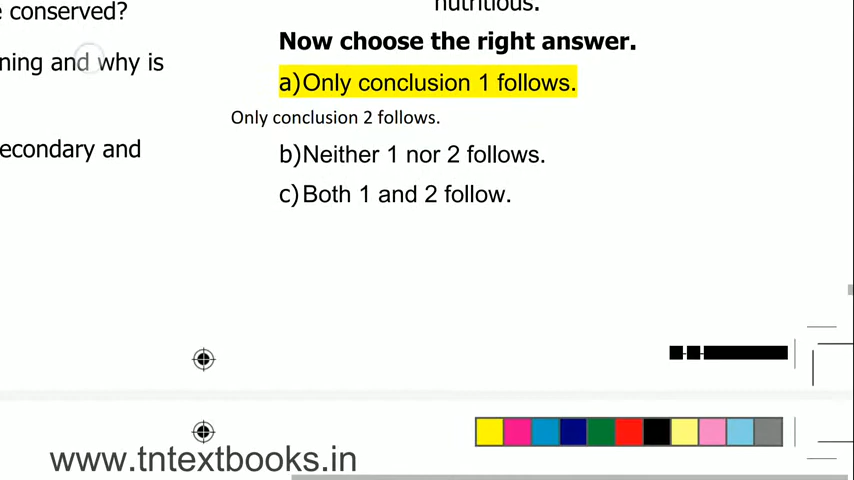 e conserved?
ning and why is
econdary and
nutritious.
Now choose the right answer.
a)Only conclusion 1 follows.
Only conclusion 2 follows.
b)Neither 1 nor 2 follows.
c)Both 1 and 2 follow.
www.tntextbooks.in